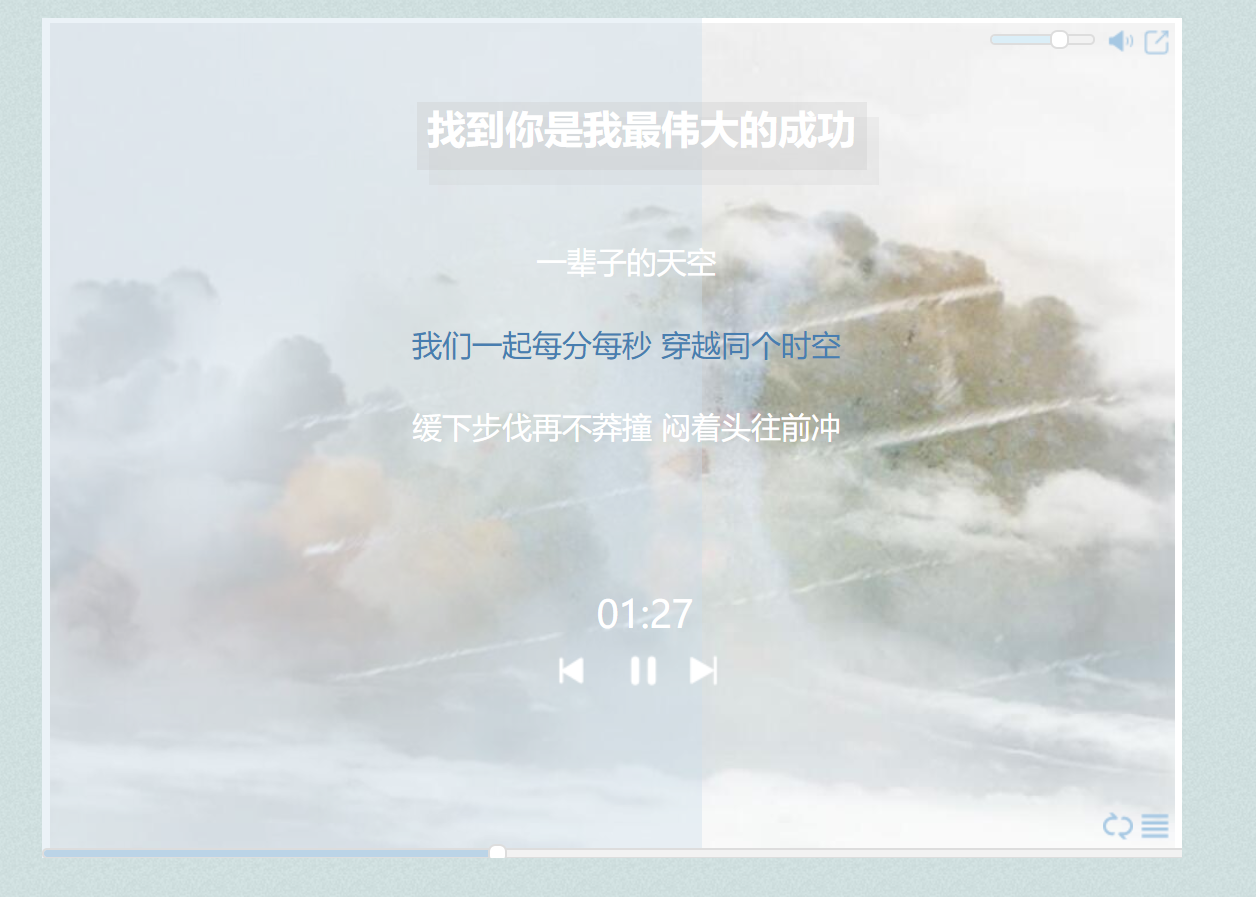 找到你是我最伟大的成功
一辈子的天空
我们一起每分每秒 穿越同个时空
缓下步伐再不莽撞 闷着头往前冲
01:27